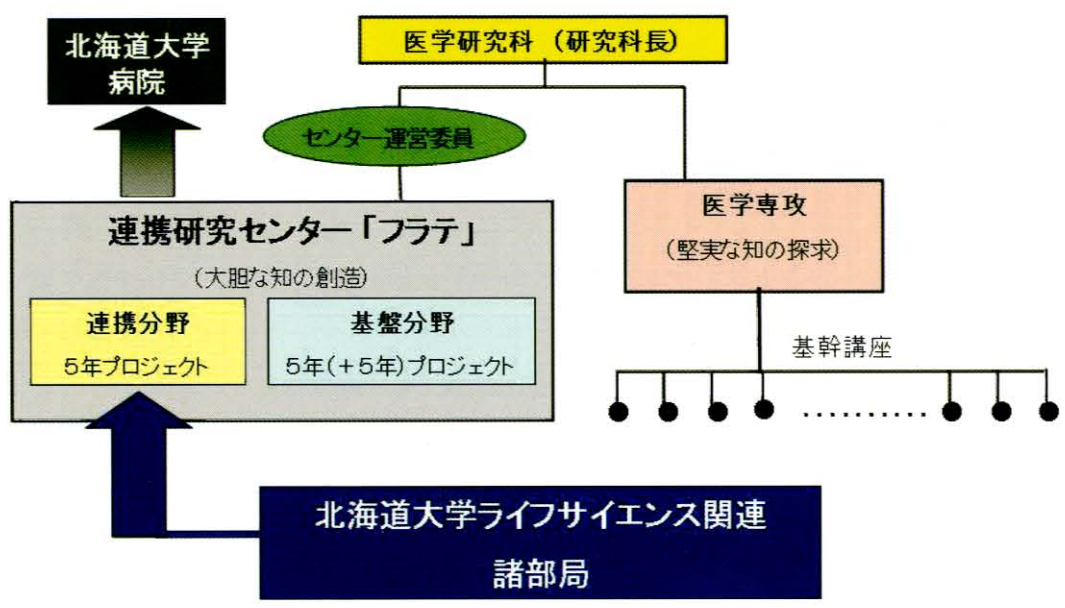 北海道大学
病院
医学研究科 （研究科長）
センター運営委員
連携研究センター「フラテ」
（大胆な知の創造）
連携分野
５年プロジェクト
基盤分野
５年（＋５年）プロジェクト
医学専攻
（堅実な知の探求）
基幹講座
北海道大学ライフサイエンス関連
諸部局